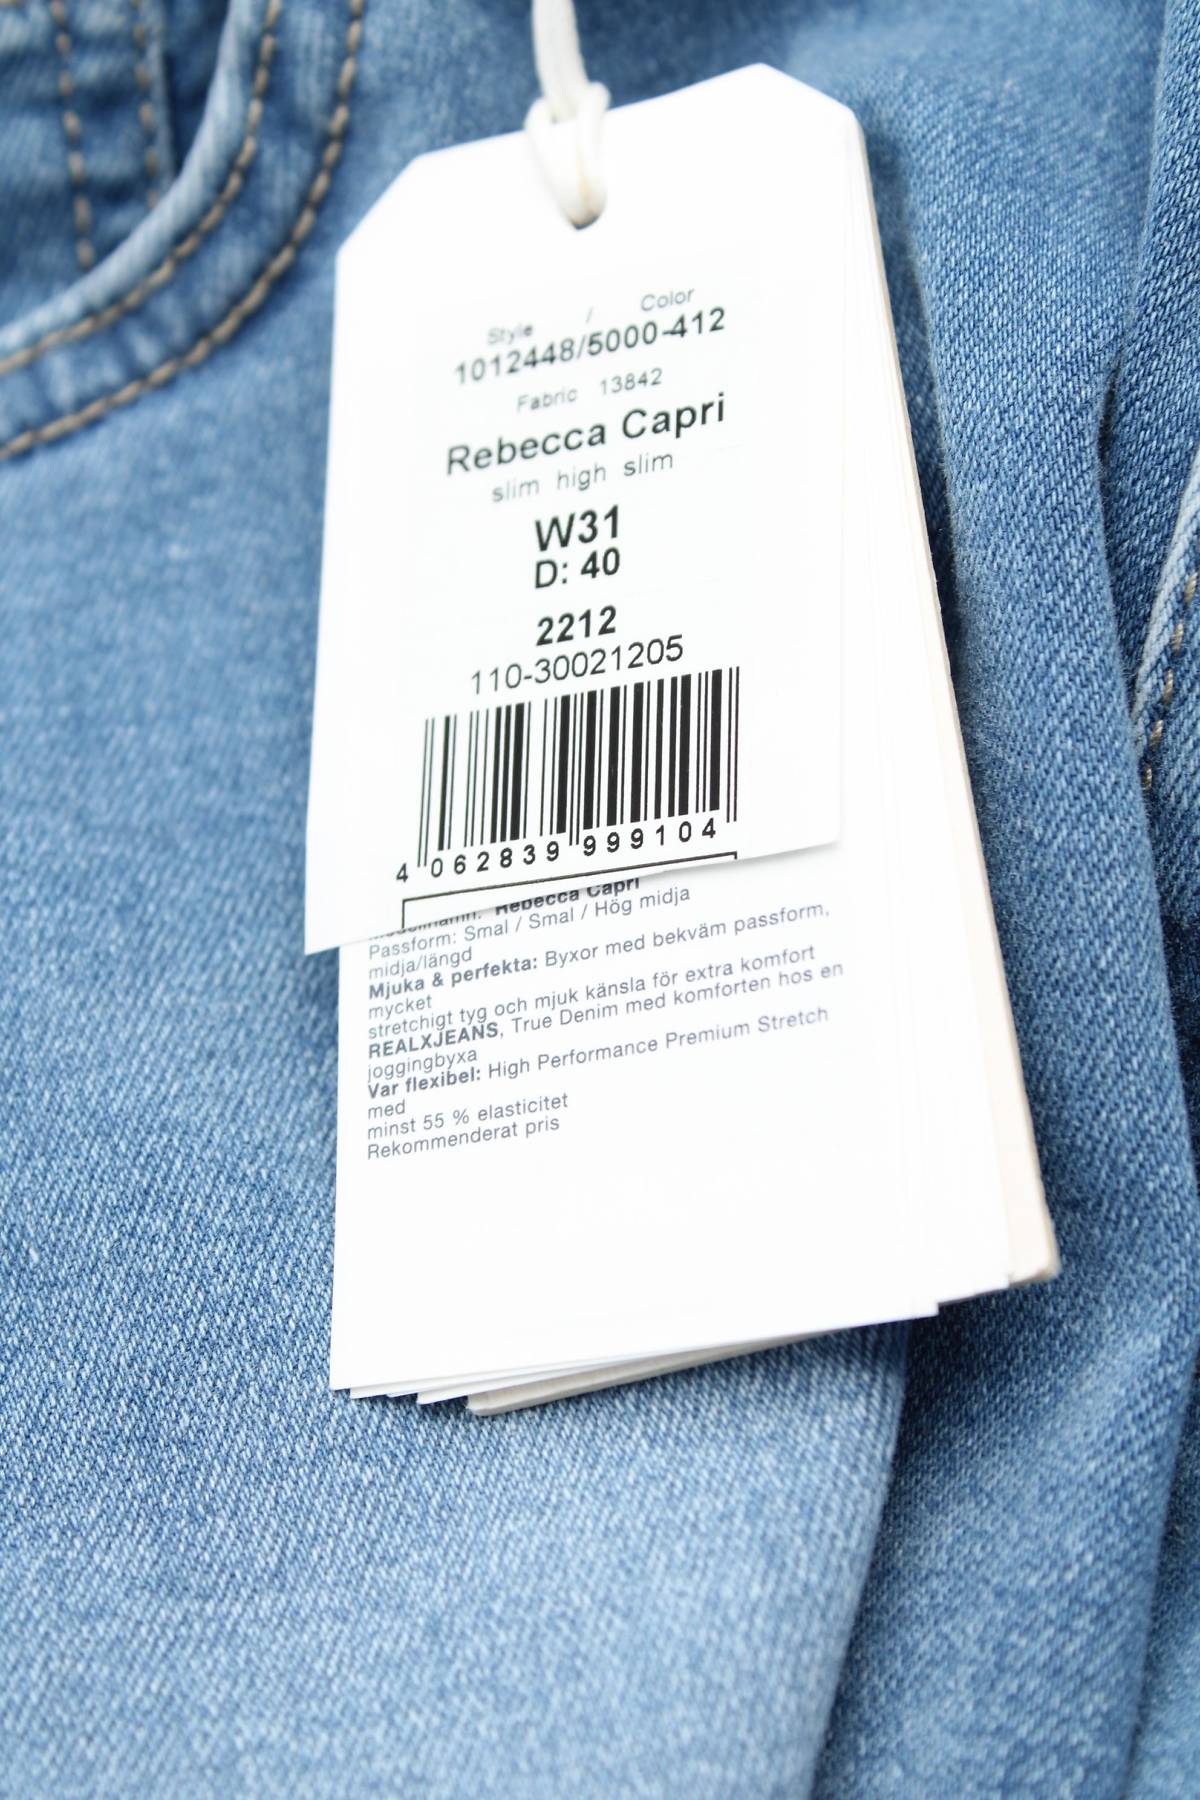 Style / Color
1012448/5000-412
Fabric 13842
Rebecca Capri
slim high slim
W31
D: 40
2212
110-30021205
4 062839 999104
Rebecca Capri
Passform: Smal / Smal / Hög midja
midja/längd
Mjuka & perfekta: Byxor med bekväm passform,
mycket
stretchigt tyg och mjuk känsla för extra komfort
REALXJEANS, True Denim med komforten hos en
joggingbyxa
Var flexibel: High Performance Premium Stretch
med
minst 55 % elasticitet
Rekommenderat pris